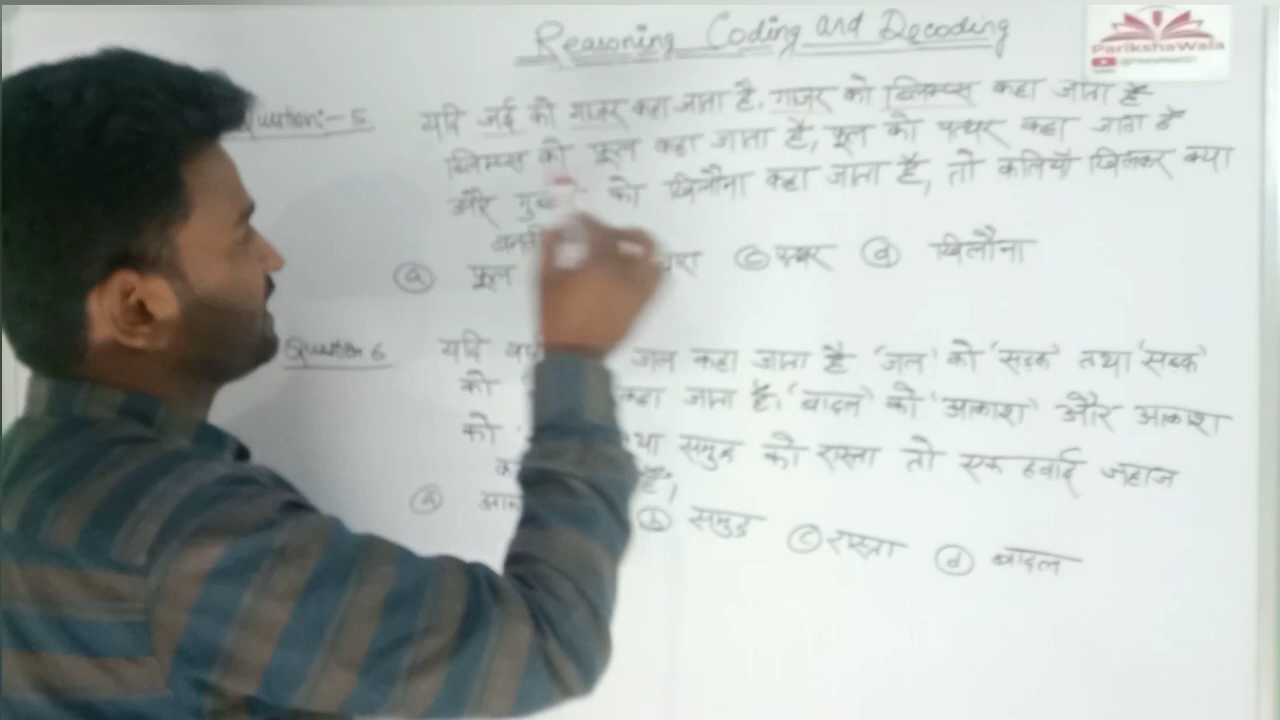 Reasoning Coding and Decoding
ParikshaWala
Question:- 5 यदि जई को गाजर कहा जाता है, गाजर को ब्लिम्प्स कहा जाता है
ब्लिम्प्स को फूल कहा जाता है, फूल को पत्थर कहा जाता है
और को खिलौना कहा जाता है, तो कलियाँ खिलकर क्या
(a) फूल (c) पत्थर (d) खिलौना
Question 6 यदि जल कहा जाता है 'जल' को 'सड़क' तथा 'सड़क'
को कहा जाता है। 'बादल' को 'आकाश' और आकाश
को समुद्र को रास्ता तो एक हवाई जहाज
है,
(a) (b) समुद्र (c) रास्ता (d) बादल